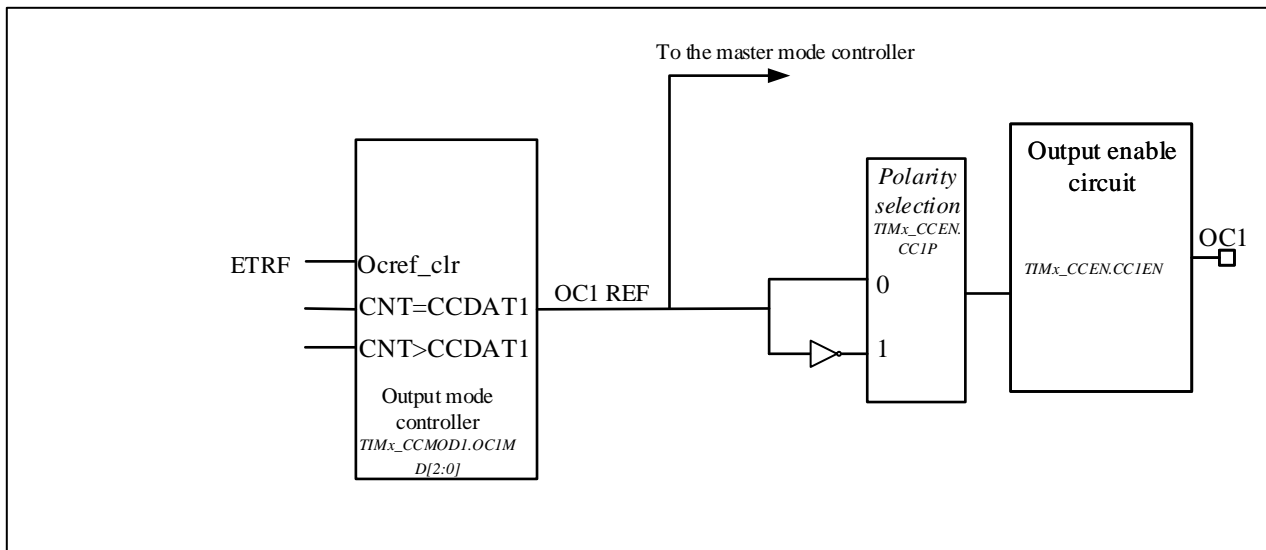 To the master mode controller
ETRF
Ocref_clr
CNT=CCDAT1
CNT>CCDAT1
Output mode
controller
TIMx_CCMOD1.OC1M
D[2:0]
OC1 REF
Polarity
selection
TIMx_CCEN.
CC1P
0
1
Output enable
circuit
TIMx_CCEN.CC1EN
OC1